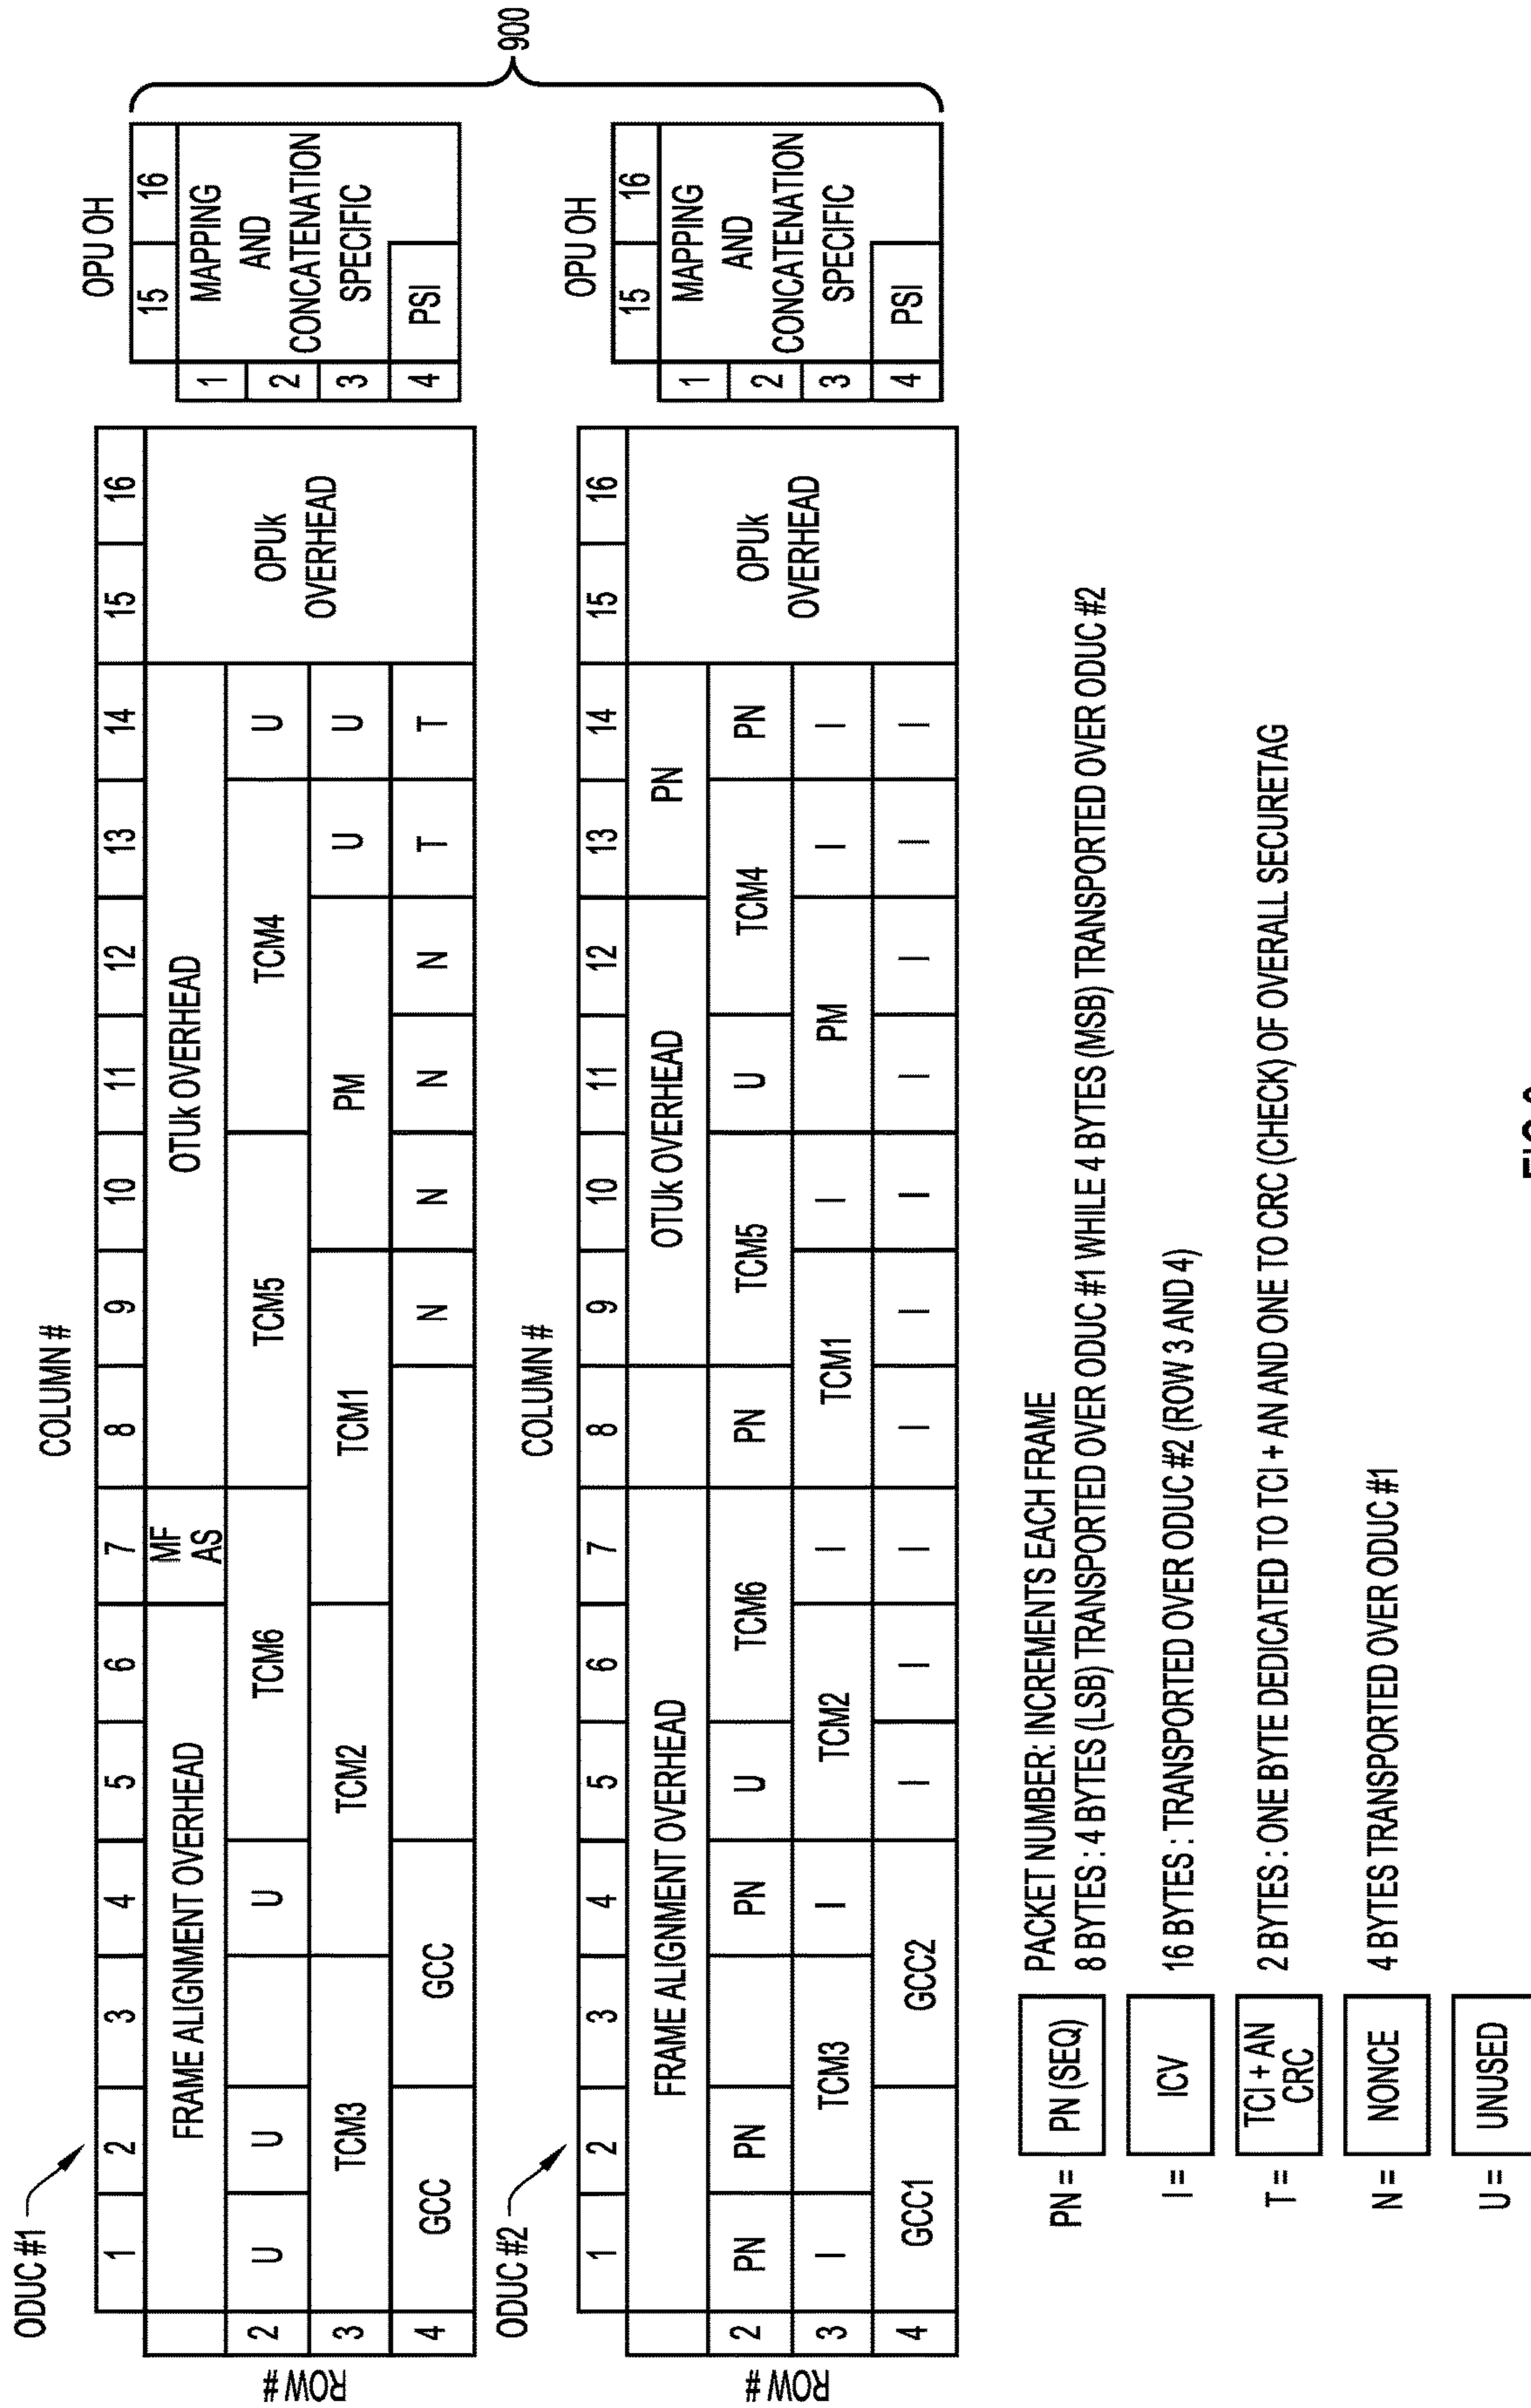 ODUC #1
COLUMN #
1 2 3 4 5 6 7 8 9 10 11 12 13 14 15 16
FRAME ALIGNMENT OVERHEAD MF AS OTUk OVERHEAD OPUk OVERHEAD
ROW #
2 U U U TCM6 TCM5 TCM4 U
3 TCM3 TCM2 TCM1 PM U U
4 GCC GCC N N N N T T
OPU OH
15 16
1 MAPPING
2 AND
CONCATENATION
3 SPECIFIC
4 PSI
900
ODUC #2
COLUMN #
1 2 3 4 5 6 7 8 9 10 11 12 13 14 15 16
FRAME ALIGNMENT OVERHEAD OTUk OVERHEAD PN OPUk OVERHEAD
ROW #
2 PN PN PN U TCM6 PN TCM5 U TCM4 PN
3 I TCM3 I TCM2 I TCM1 I PM I I
4 GCC1 GCC2 I I I I I I I I I I
OPU OH
15 16
1 MAPPING
2 AND
CONCATENATION
3 SPECIFIC
4 PSI
PN = PN (SEQ) PACKET NUMBER: INCREMENTS EACH FRAME
8 BYTES : 4 BYTES (LSB) TRANSPORTED OVER ODUC #1 WHILE 4 BYTES (MSB) TRANSPORTED OVER ODUC #2
I = ICV 16 BYTES : TRANSPORTED OVER ODUC #2 (ROW 3 AND 4)
T = TCI + AN CRC 2 BYTES : ONE BYTE DEDICATED TO TCI + AN AND ONE TO CRC (CHECK) OF OVERALL SECURETAG
N = NONCE 4 BYTES TRANSPORTED OVER ODUC #1
U = UNUSED